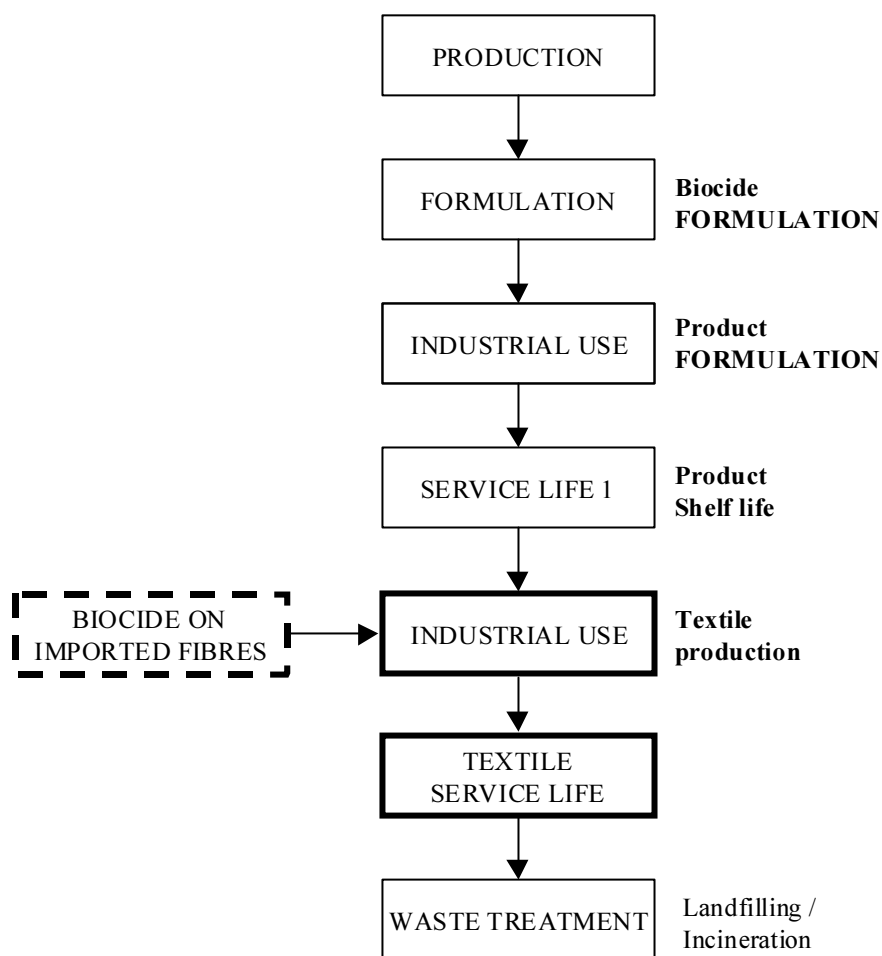 PRODUCTION
FORMULATION
Biocide
FORMULATION
INDUSTRIAL USE
Product
FORMULATION
SERVICE LIFE 1
Product
Shelf life
BIOCIDE ON
IMPORTED FIBRES
INDUSTRIAL USE
Textile
production
TEXTILE
SERVICE LIFE
WASTE TREATMENT
Landfilling /
Incineration